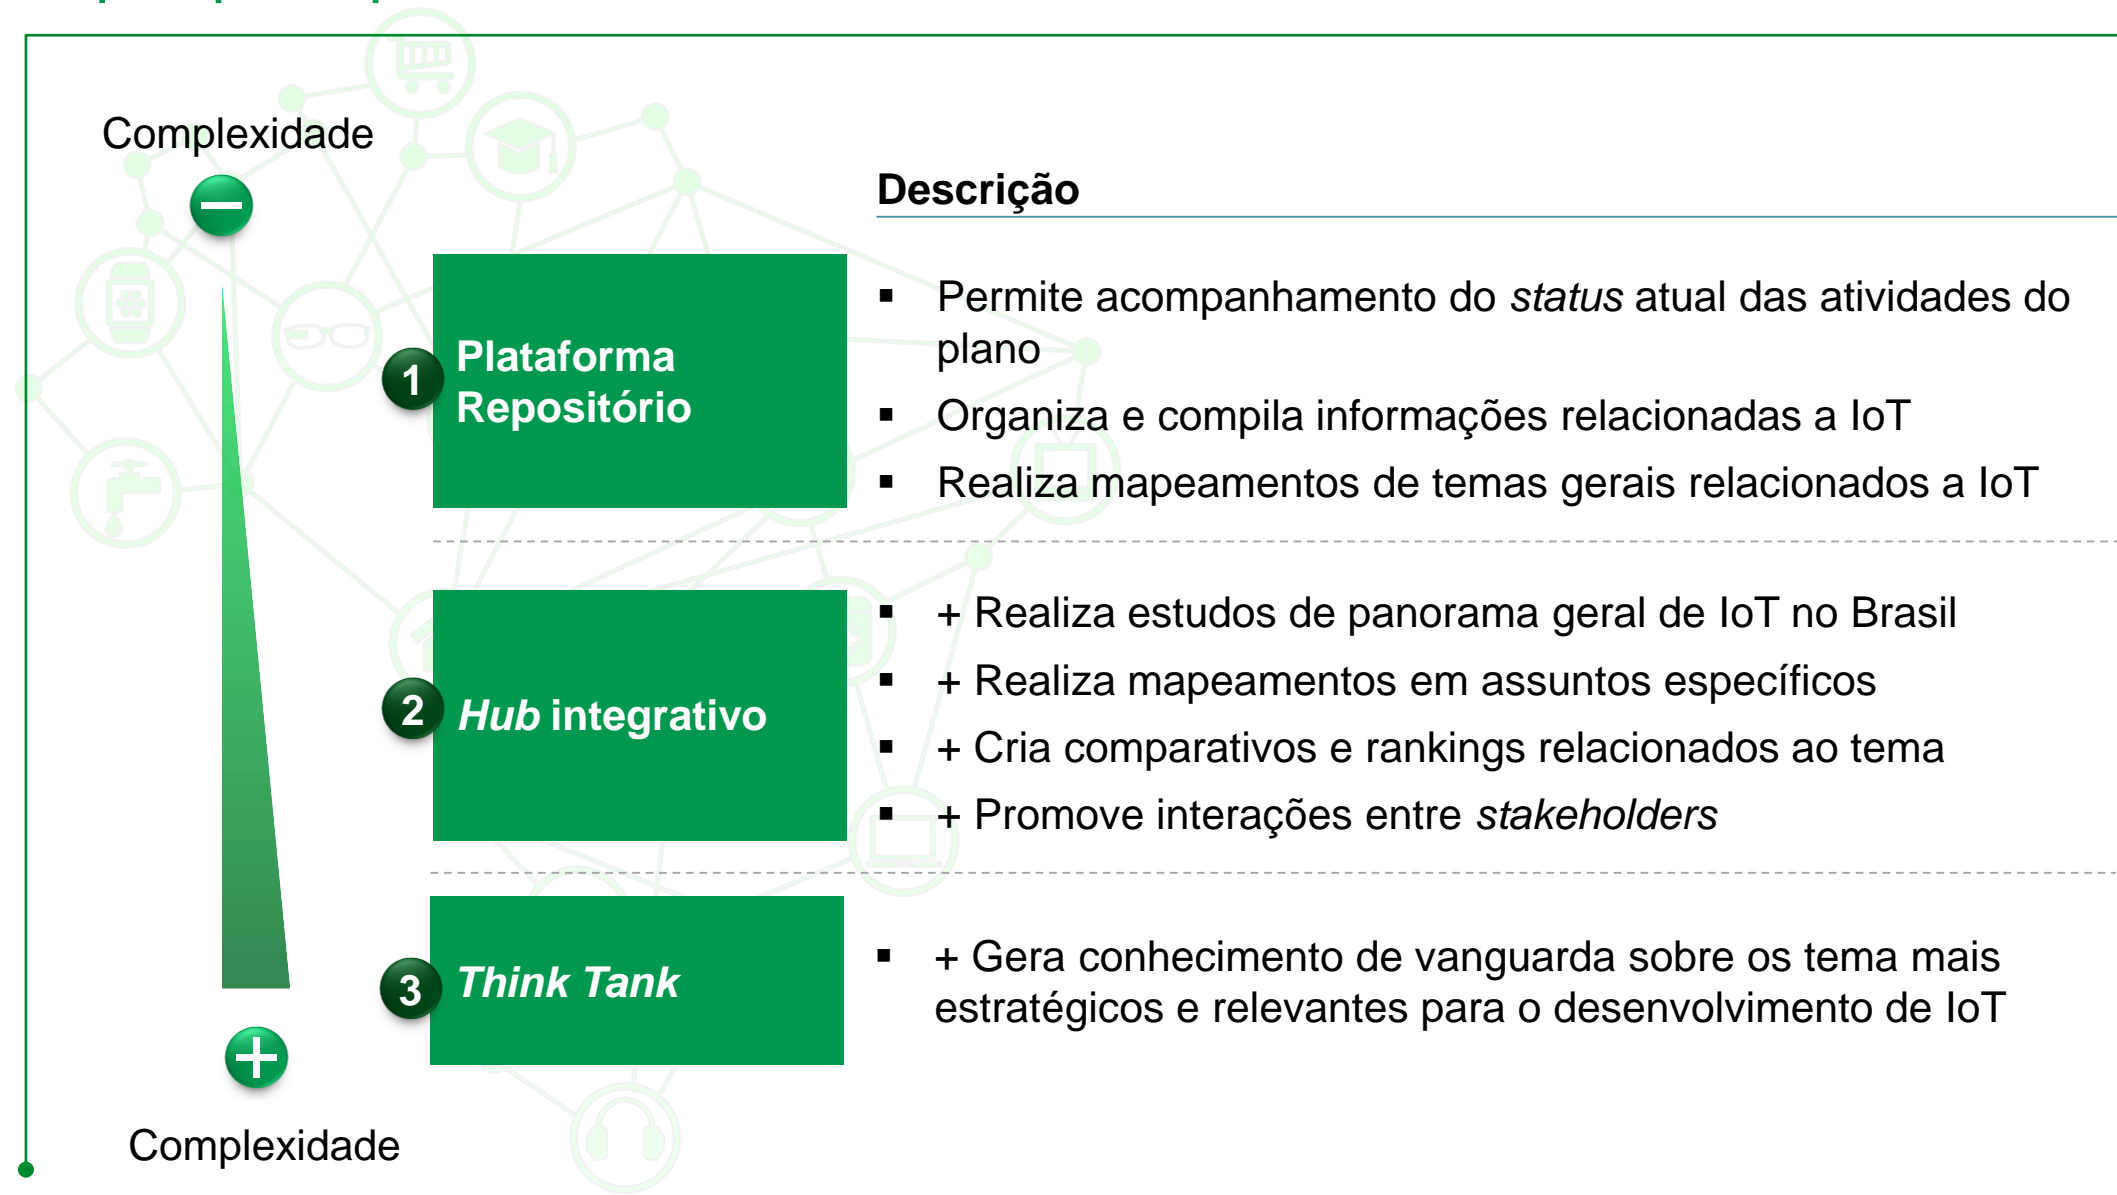 Complexidade
Descrição
1
Plataforma
Repositório
▪ Permite acompanhamento do status atual das atividades do
plano
▪ Organiza e compila informações relacionadas a IoT
▪ Realiza mapeamentos de temas gerais relacionados a IoT
2
Hub integrativo
▪ + Realiza estudos de panorama geral de IoT no Brasil
▪ + Realiza mapeamentos em assuntos específicos
▪ + Cria comparativos e rankings relacionados ao tema
▪ + Promove interações entre stakeholders
3
Think Tank
▪ + Gera conhecimento de vanguarda sobre os tema mais
estratégicos e relevantes para o desenvolvimento de IoT
Complexidade